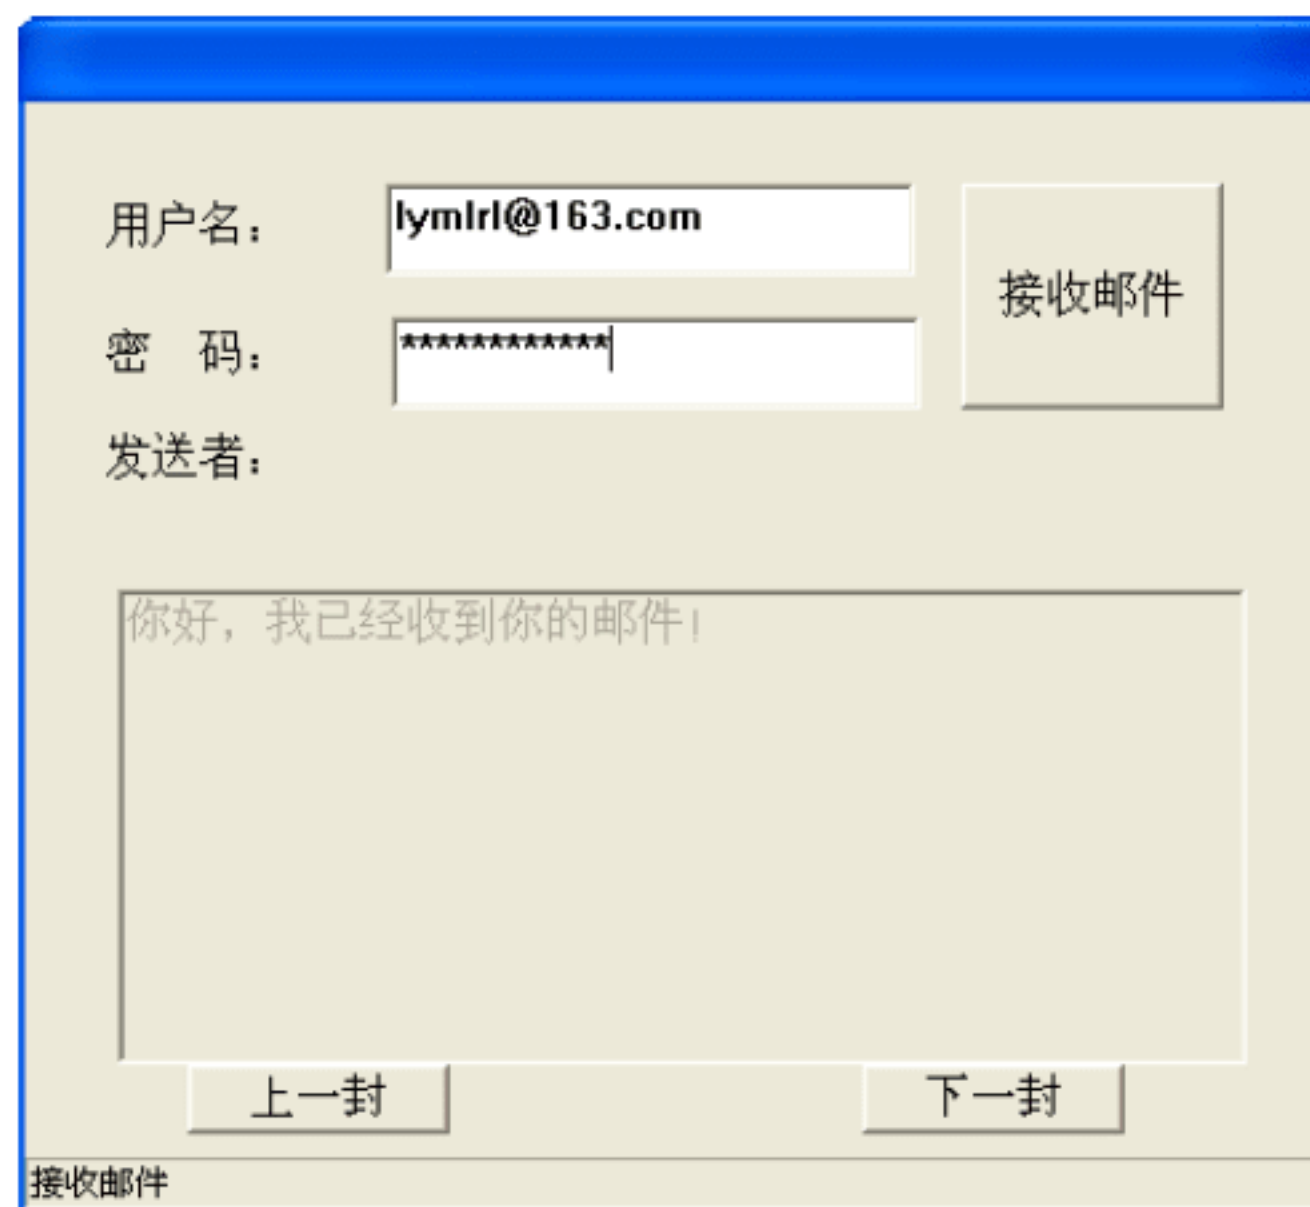 用户名： lymlrl@163.com
接收邮件
密 码： ************
发送者：
你好，我已经收到你的邮件！
上一封 下一封
接收邮件